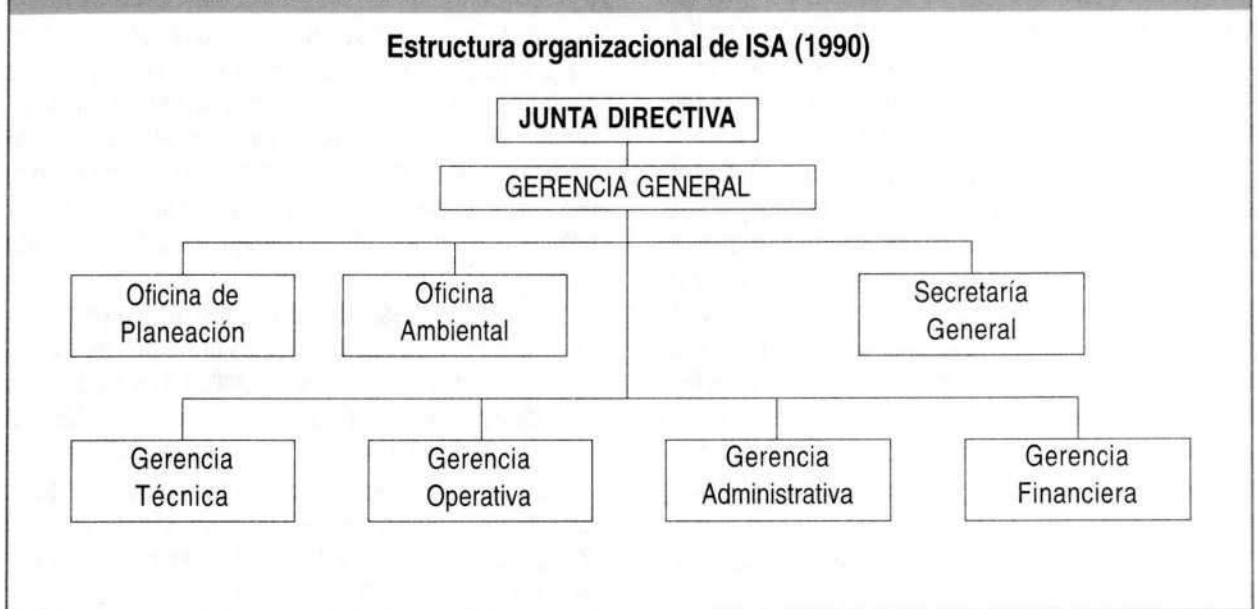 Estructura organizacional de ISA (1990)
JUNTA DIRECTIVA
GERENCIA GENERAL
Oficina de
Planeación
Oficina
Ambiental
Secretaría
General
Gerencia
Técnica
Gerencia
Operativa
Gerencia
Administrativa
Gerencia
Financiera